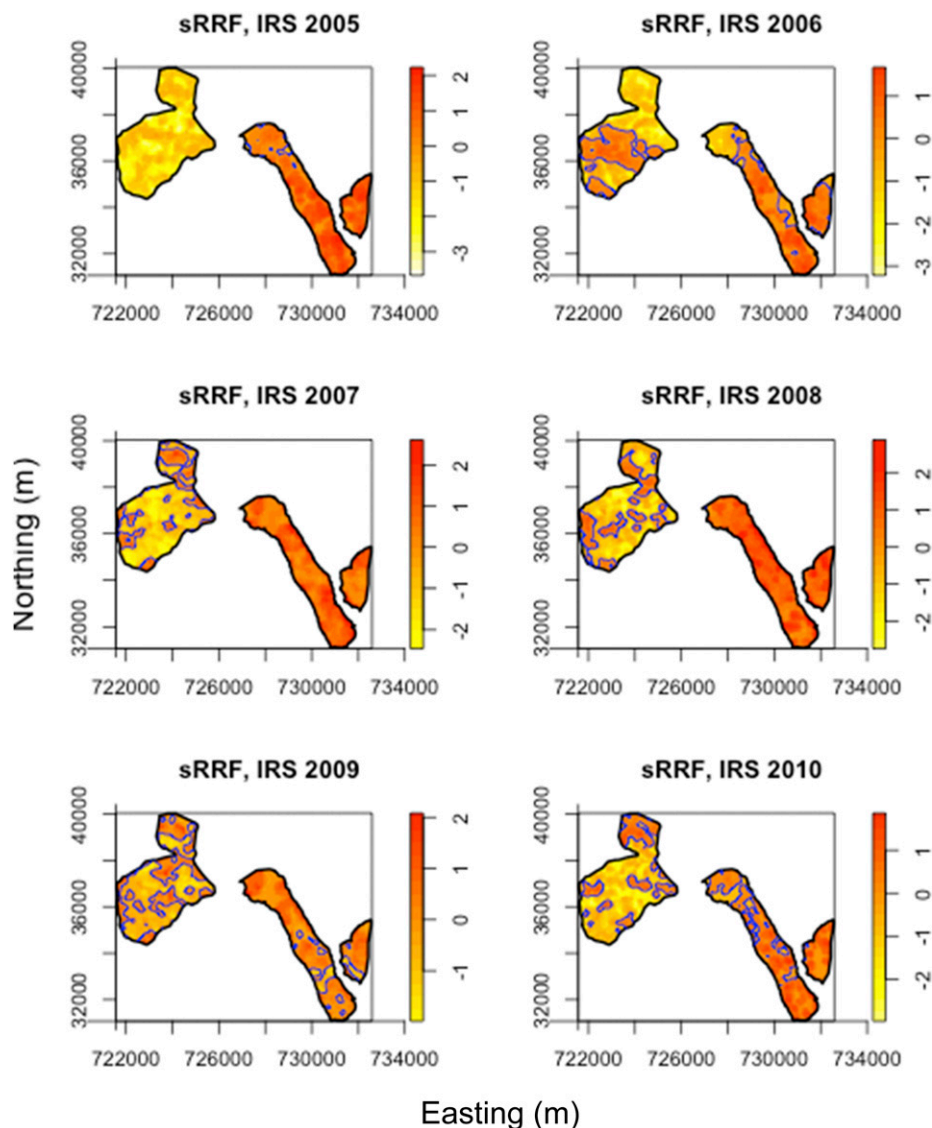 sRRF, IRS 2005
sRRF, IRS 2006
32000 36000 40000
2 1 0 -1 -3
32000 36000 40000
1 0 -1 -2 -3
722000 726000 730000 734000
722000 726000 730000 734000
sRRF, IRS 2007
sRRF, IRS 2008
32000 36000 40000
2 1 0 -1 -2
32000 36000 40000
2 1 0 -1 -2
722000 726000 730000 734000
722000 726000 730000 734000
Northing (m)
sRRF, IRS 2009
sRRF, IRS 2010
32000 36000 40000
2 1 0 -1
32000 36000 40000
1 0 -1 -2
722000 726000 730000 734000
722000 726000 730000 734000
Easting (m)